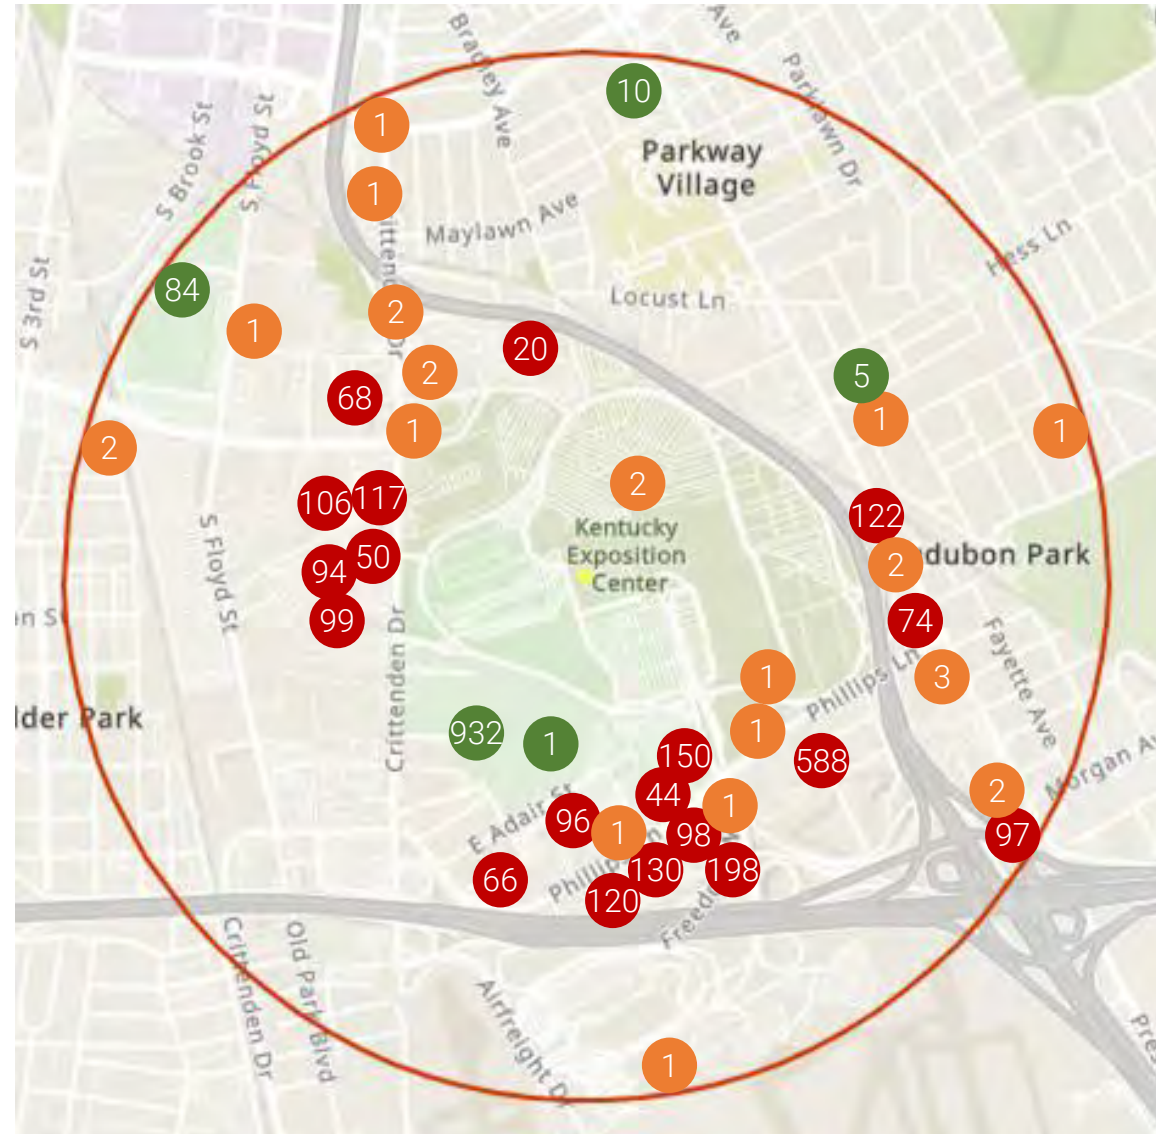 Ave
Bradley Ave
Parklawn Dr
10
1
Parkway
Village
S Brook St
S Floyd St
1
Maylawn Ave
Hess Ln
84
S 3rd St
Locust Ln
2
1
20
2
5
68
1
1
1
2
2
106
117
122
Kentucky
Exposition
Center
50
94
2
dubon Park
S Floyd St
99
74
Fayette Ave
Crittenden Dr
1
3
Phillips Ln
lder Park
932
1
1
150
588
Morgan Av
44
1
2
E Adair St
96
1
98
97
66
130
198
120
Crittenden Dr
Old Park Blvd
Airfreight Dr
1